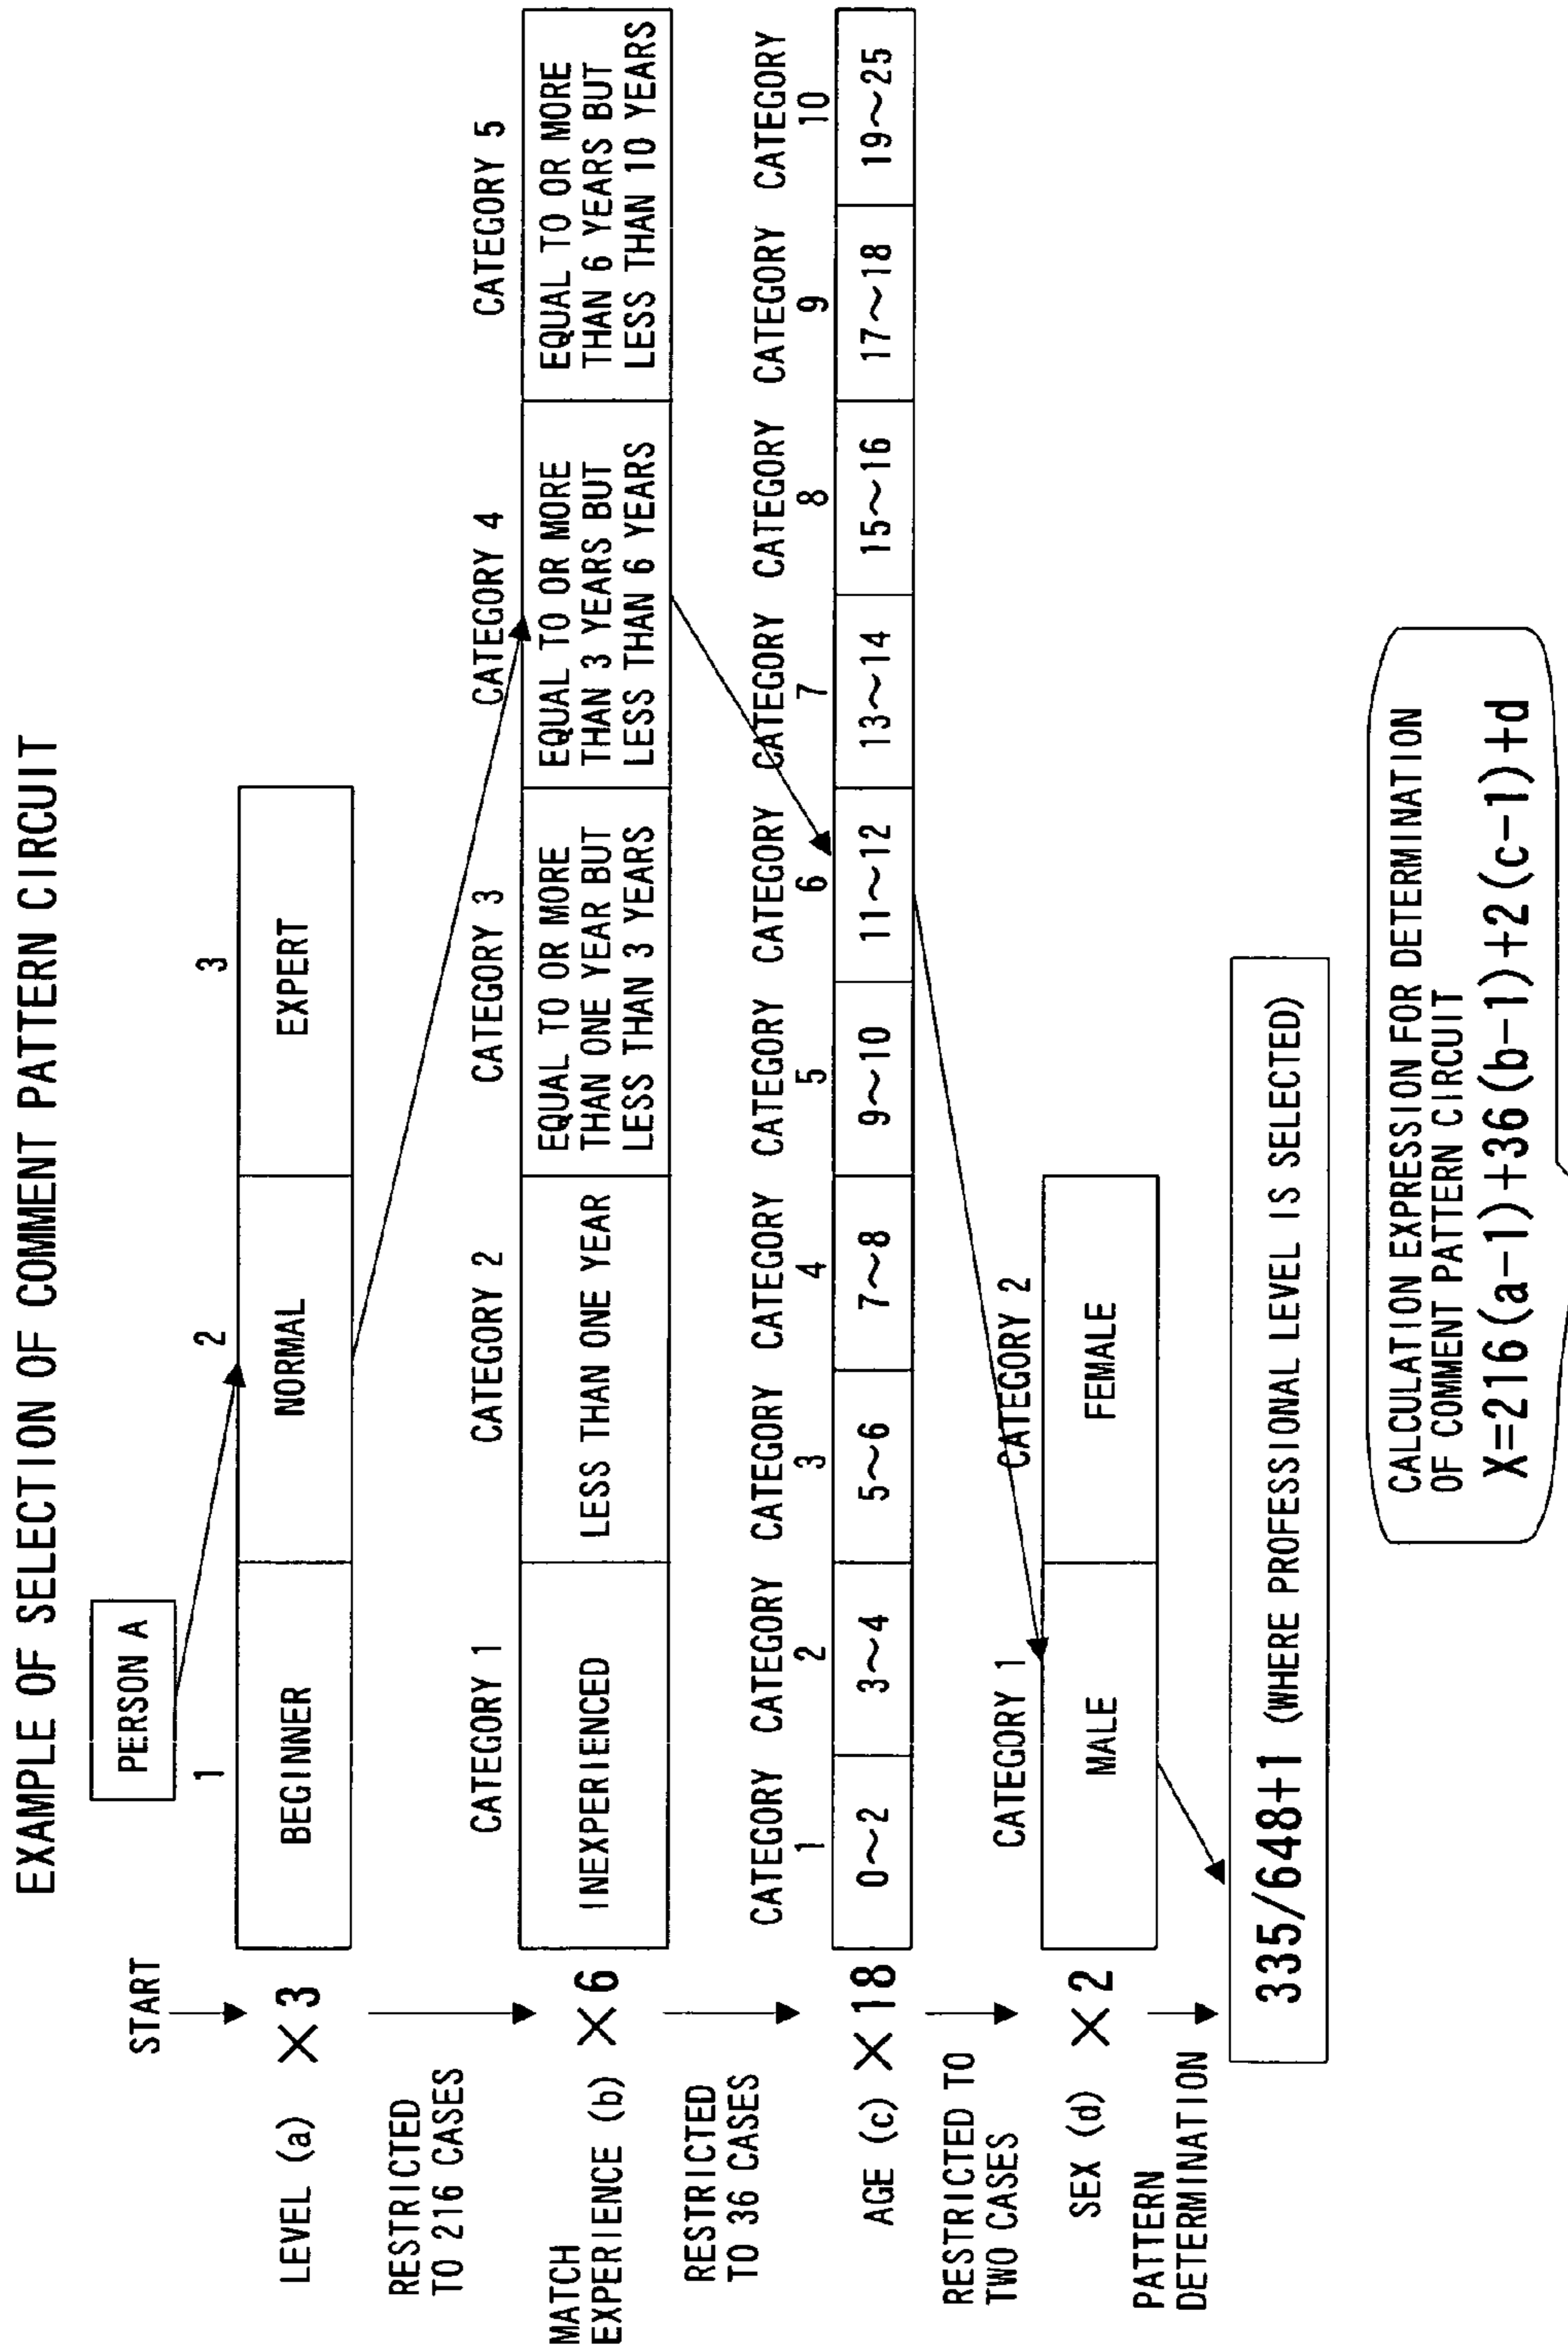 EXAMPLE OF SELECTION OF COMMENT PATTERN CIRCUIT
START
PERSON A
LEVEL (a) ×3
1
2
3
BEGINNER
NORMAL
EXPERT
RESTRICTED
TO 216 CASES
MATCH
EXPERIENCE (b) ×6
CATEGORY 1
CATEGORY 2
CATEGORY 3
CATEGORY 4
CATEGORY 5
INEXPERIENCED
LESS THAN ONE YEAR
EQUAL TO OR MORE
THAN ONE YEAR BUT
LESS THAN 3 YEARS
EQUAL TO OR MORE
THAN 3 YEARS BUT
LESS THAN 6 YEARS
EQUAL TO OR MORE
THAN 6 YEARS BUT
LESS THAN 10 YEARS
RESTRICTED
TO 36 CASES
AGE (c) ×18
CATEGORY
1
CATEGORY
2
CATEGORY
3
CATEGORY
4
CATEGORY
5
CATEGORY
6
CATEGORY
7
CATEGORY
8
CATEGORY
9
CATEGORY
10
0~2
3~4
5~6
7~8
9~10
11~12
13~14
15~16
17~18
19~25
RESTRICTED TO
TWO CASES
SEX (d) ×2
CATEGORY 1
CATEGORY 2
MALE
FEMALE
PATTERN
DETERMINATION
335/648+1 (WHERE PROFESSIONAL LEVEL IS SELECTED)
CALCULATION EXPRESSION FOR DETERMINATION
OF COMMENT PATTERN CIRCUIT
X=216(a-1)+36(b-1)+2(c-1)+d